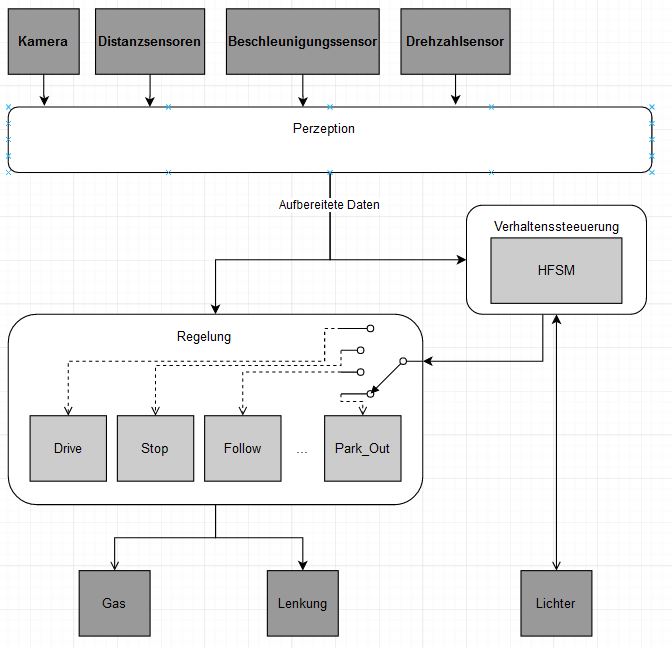 Kamera
Distanzsensoren
Beschleunigungssensor
Drehzahlsensor
Perzeption
Aufbereitete Daten
Verhaltenssteeuerung
HFSM
Regelung
Drive
Stop
Follow
...
Park_Out
Gas
Lenkung
Lichter